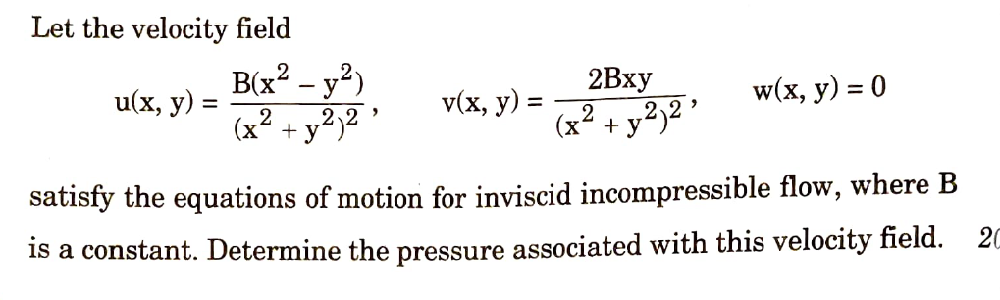 Let the velocity field
u(x, y) = B(x² – y²) / (x² + y²)², v(x, y) = 2Bxy / (x² + y²)², w(x, y) = 0
satisfy the equations of motion for inviscid incompressible flow, where B
is a constant. Determine the pressure associated with this velocity field.